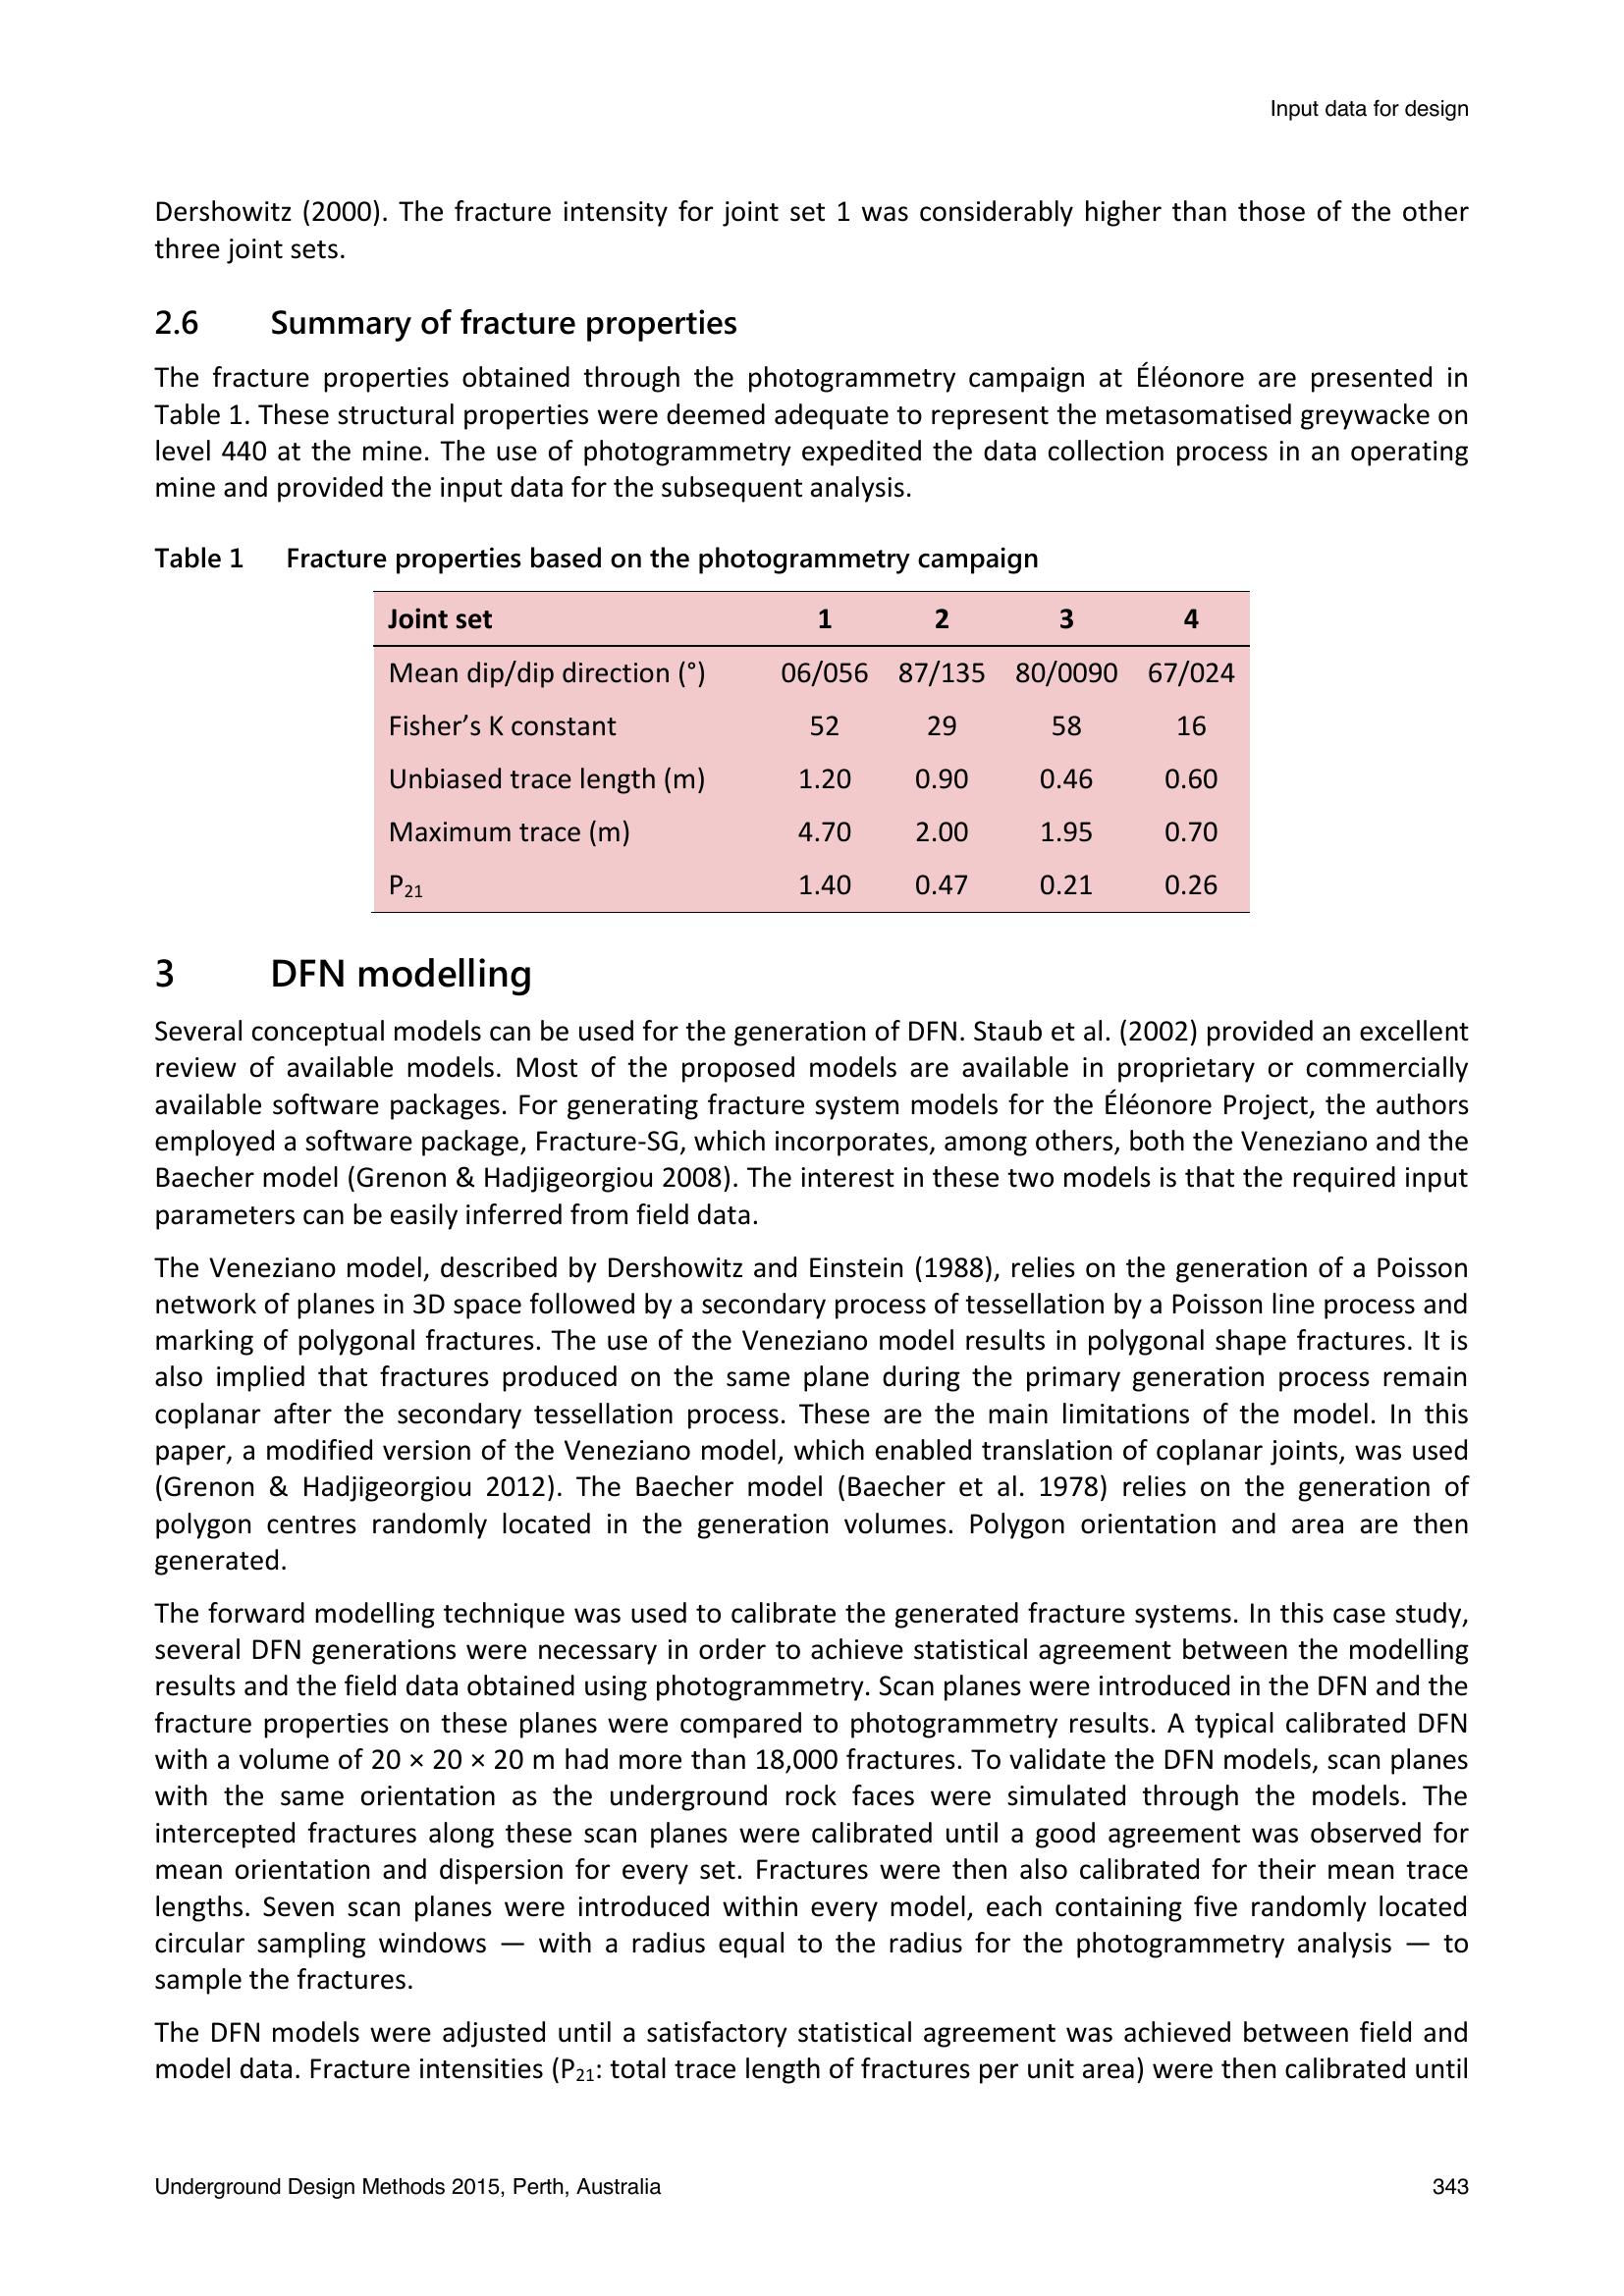 Input data for design
Dershowitz (2000). The fracture intensity for joint set 1 was considerably higher than those of the other
three joint sets.
2.6 Summary of fracture properties
The fracture properties obtained through the photogrammetry campaign at Éléonore are presented in
Table 1. These structural properties were deemed adequate to represent the metasomatised greywacke on
level 440 at the mine. The use of photogrammetry expedited the data collection process in an operating
mine and provided the input data for the subsequent analysis.
Table 1 Fracture properties based on the photogrammetry campaign
Joint set 1 2 3 4
Mean dip/dip direction (°) 06/056 87/135 80/0090 67/024
Fisher’s K constant 52 29 58 16
Unbiased trace length (m) 1.20 0.90 0.46 0.60
Maximum trace (m) 4.70 2.00 1.95 0.70
P21 1.40 0.47 0.21 0.26
3 DFN modelling
Several conceptual models can be used for the generation of DFN. Staub et al. (2002) provided an excellent
review of available models. Most of the proposed models are available in proprietary or commercially
available software packages. For generating fracture system models for the Éléonore Project, the authors
employed a software package, Fracture-SG, which incorporates, among others, both the Veneziano and the
Baecher model (Grenon & Hadjigeorgiou 2008). The interest in these two models is that the required input
parameters can be easily inferred from field data.
The Veneziano model, described by Dershowitz and Einstein (1988), relies on the generation of a Poisson
network of planes in 3D space followed by a secondary process of tessellation by a Poisson line process and
marking of polygonal fractures. The use of the Veneziano model results in polygonal shape fractures. It is
also implied that fractures produced on the same plane during the primary generation process remain
coplanar after the secondary tessellation process. These are the main limitations of the model. In this
paper, a modified version of the Veneziano model, which enabled translation of coplanar joints, was used
(Grenon & Hadjigeorgiou 2012). The Baecher model (Baecher et al. 1978) relies on the generation of
polygon centres randomly located in the generation volumes. Polygon orientation and area are then
generated.
The forward modelling technique was used to calibrate the generated fracture systems. In this case study,
several DFN generations were necessary in order to achieve statistical agreement between the modelling
results and the field data obtained using photogrammetry. Scan planes were introduced in the DFN and the
fracture properties on these planes were compared to photogrammetry results. A typical calibrated DFN
with a volume of 20 × 20 × 20 m had more than 18,000 fractures. To validate the DFN models, scan planes
with the same orientation as the underground rock faces were simulated through the models. The
intercepted fractures along these scan planes were calibrated until a good agreement was observed for
mean orientation and dispersion for every set. Fractures were then also calibrated for their mean trace
lengths. Seven scan planes were introduced within every model, each containing five randomly located
circular sampling windows — with a radius equal to the radius for the photogrammetry analysis — to
sample the fractures.
The DFN models were adjusted until a satisfactory statistical agreement was achieved between field and
model data. Fracture intensities (P21: total trace length of fractures per unit area) were then calibrated until
Underground Design Methods 2015, Perth, Australia 343